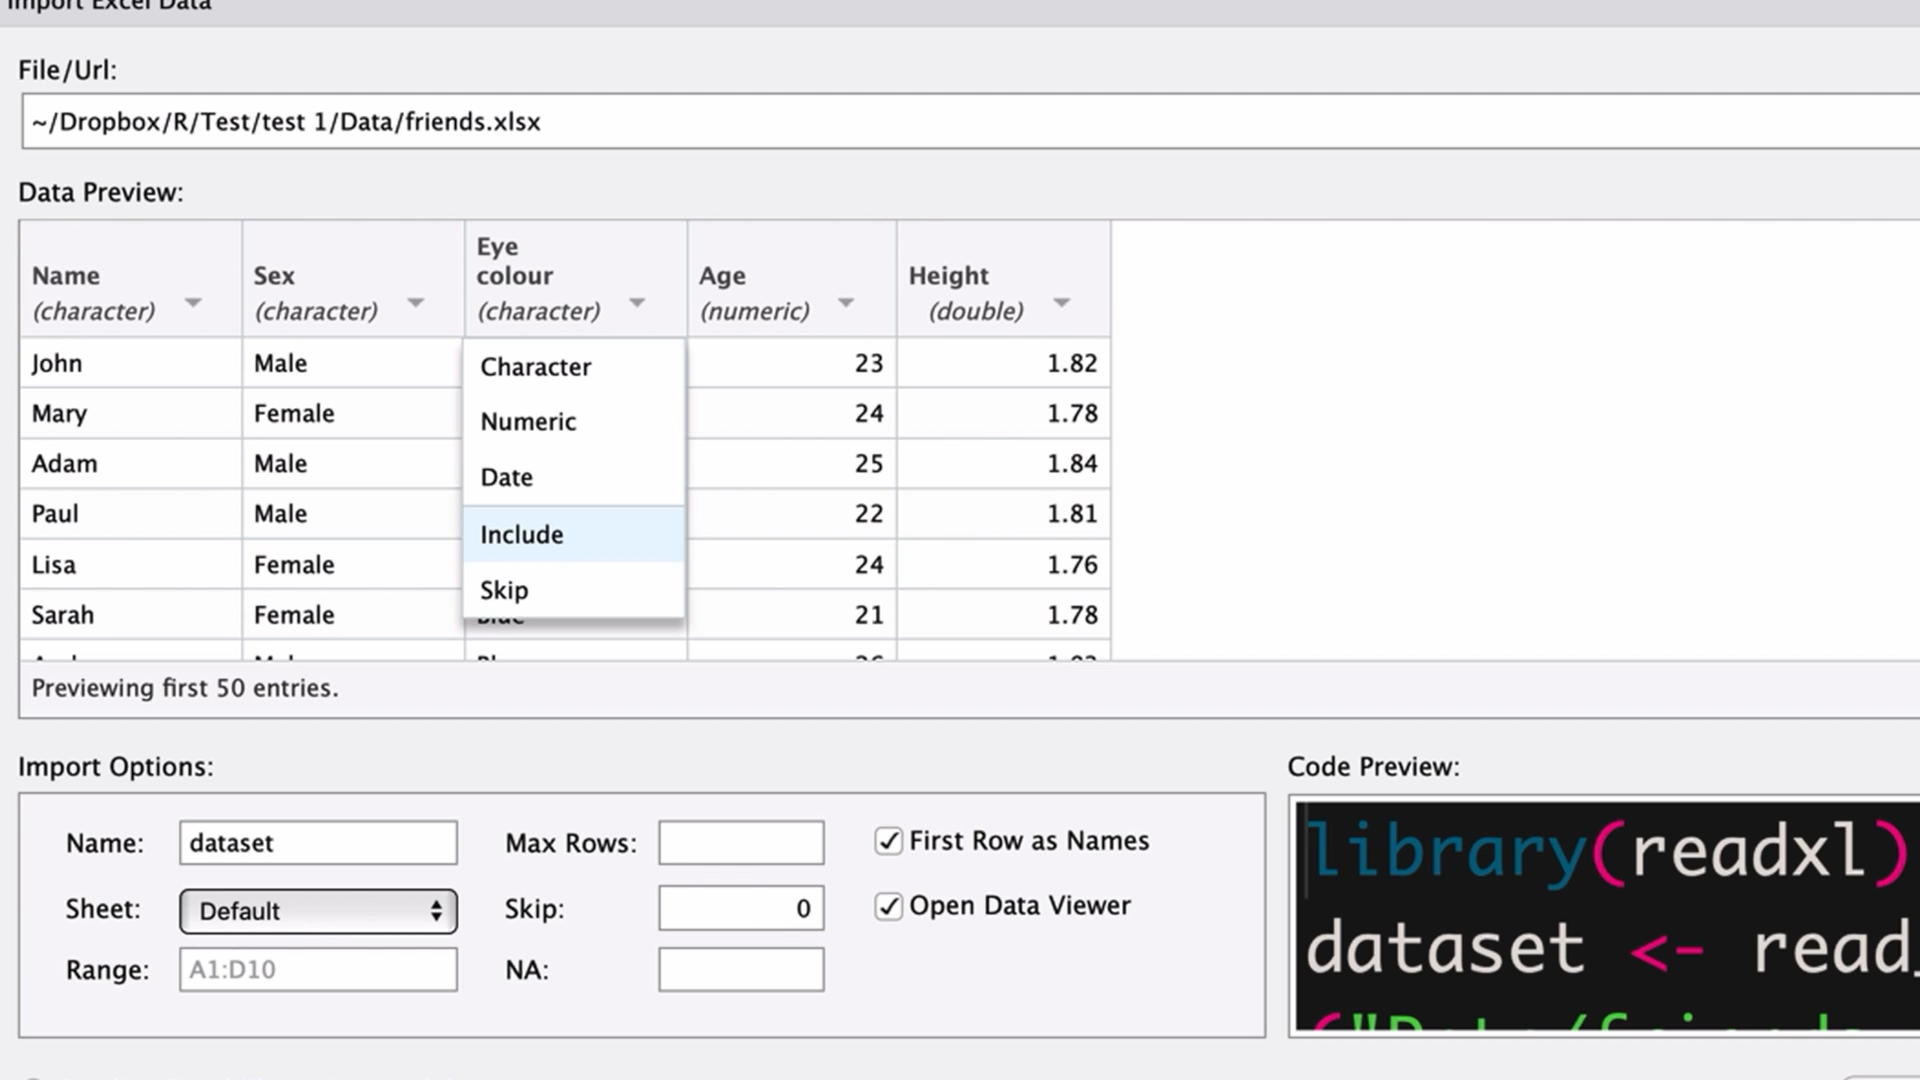 Import Excel Data
File/Url:
~/Dropbox/R/Test/test 1/Data/friends.xlsx
Data Preview:
Name (character) Sex (character) Eye colour (character) Age (numeric) Height (double)
John Male 23 1.82
Mary Female 24 1.78
Adam Male 25 1.84
Paul Male 22 1.81
Lisa Female 24 1.76
Sarah Female 21 1.78
Character
Numeric
Date
Include
Skip
Previewing first 50 entries.
Import Options:
Name: dataset Max Rows: First Row as Names
Sheet: Default Skip: 0 Open Data Viewer
Range: A1:D10 NA:
Code Preview:
library(readxl)
dataset <- read_
("Data/friends